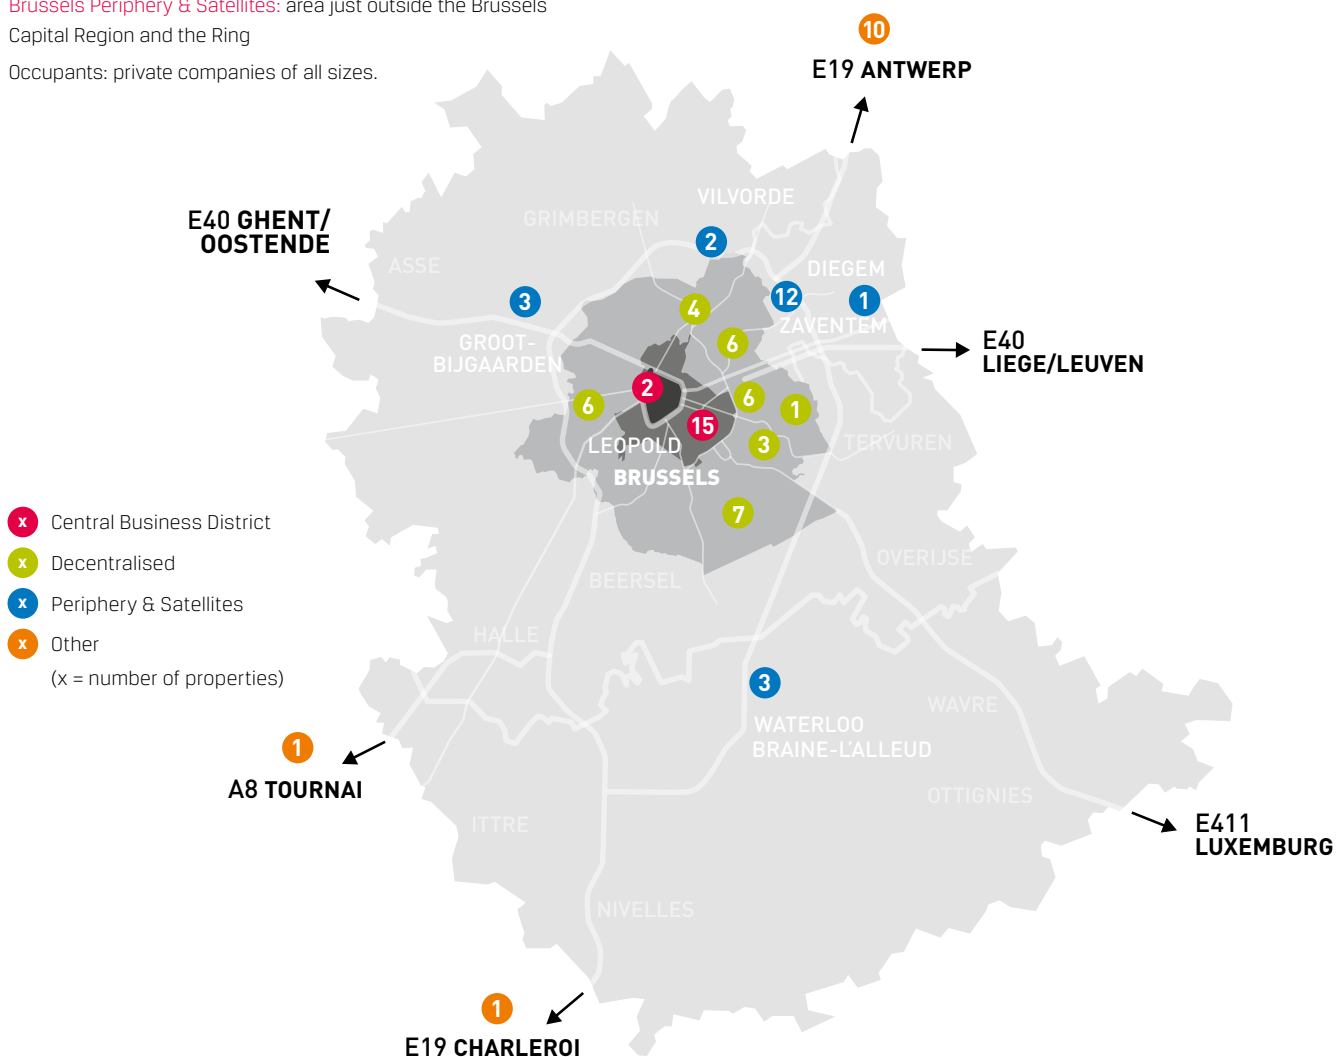 Brussels Periphery & Satellites: area just outside the Brussels
Capital Region and the Ring
Occupants: private companies of all sizes.
10
E19 ANTWERP
VILVORDE
GRIMBERGEN
E40 GHENT/
OOSTENDE
2
ASSE
DIEGEM
12
1
3
4
ZAVENTEM
6
GROOT-
BIJGAARDEN
E40
LIEGE/LEUVEN
2
6
6
1
15
3
LEOPOLD
TERVUREN
BRUSSELS
7
x Central Business District
x Decentralised
x Periphery & Satellites
x Other
(x = number of properties)
OVERIJSE
BEERSEL
HALLE
3
WATERLOO
BRAINE-L'ALLEUD
WAVRE
1
A8 TOURNAI
OTTIGNIES
ITTRE
E411
LUXEMBURG
NIVELLES
1
E19 CHARLEROI